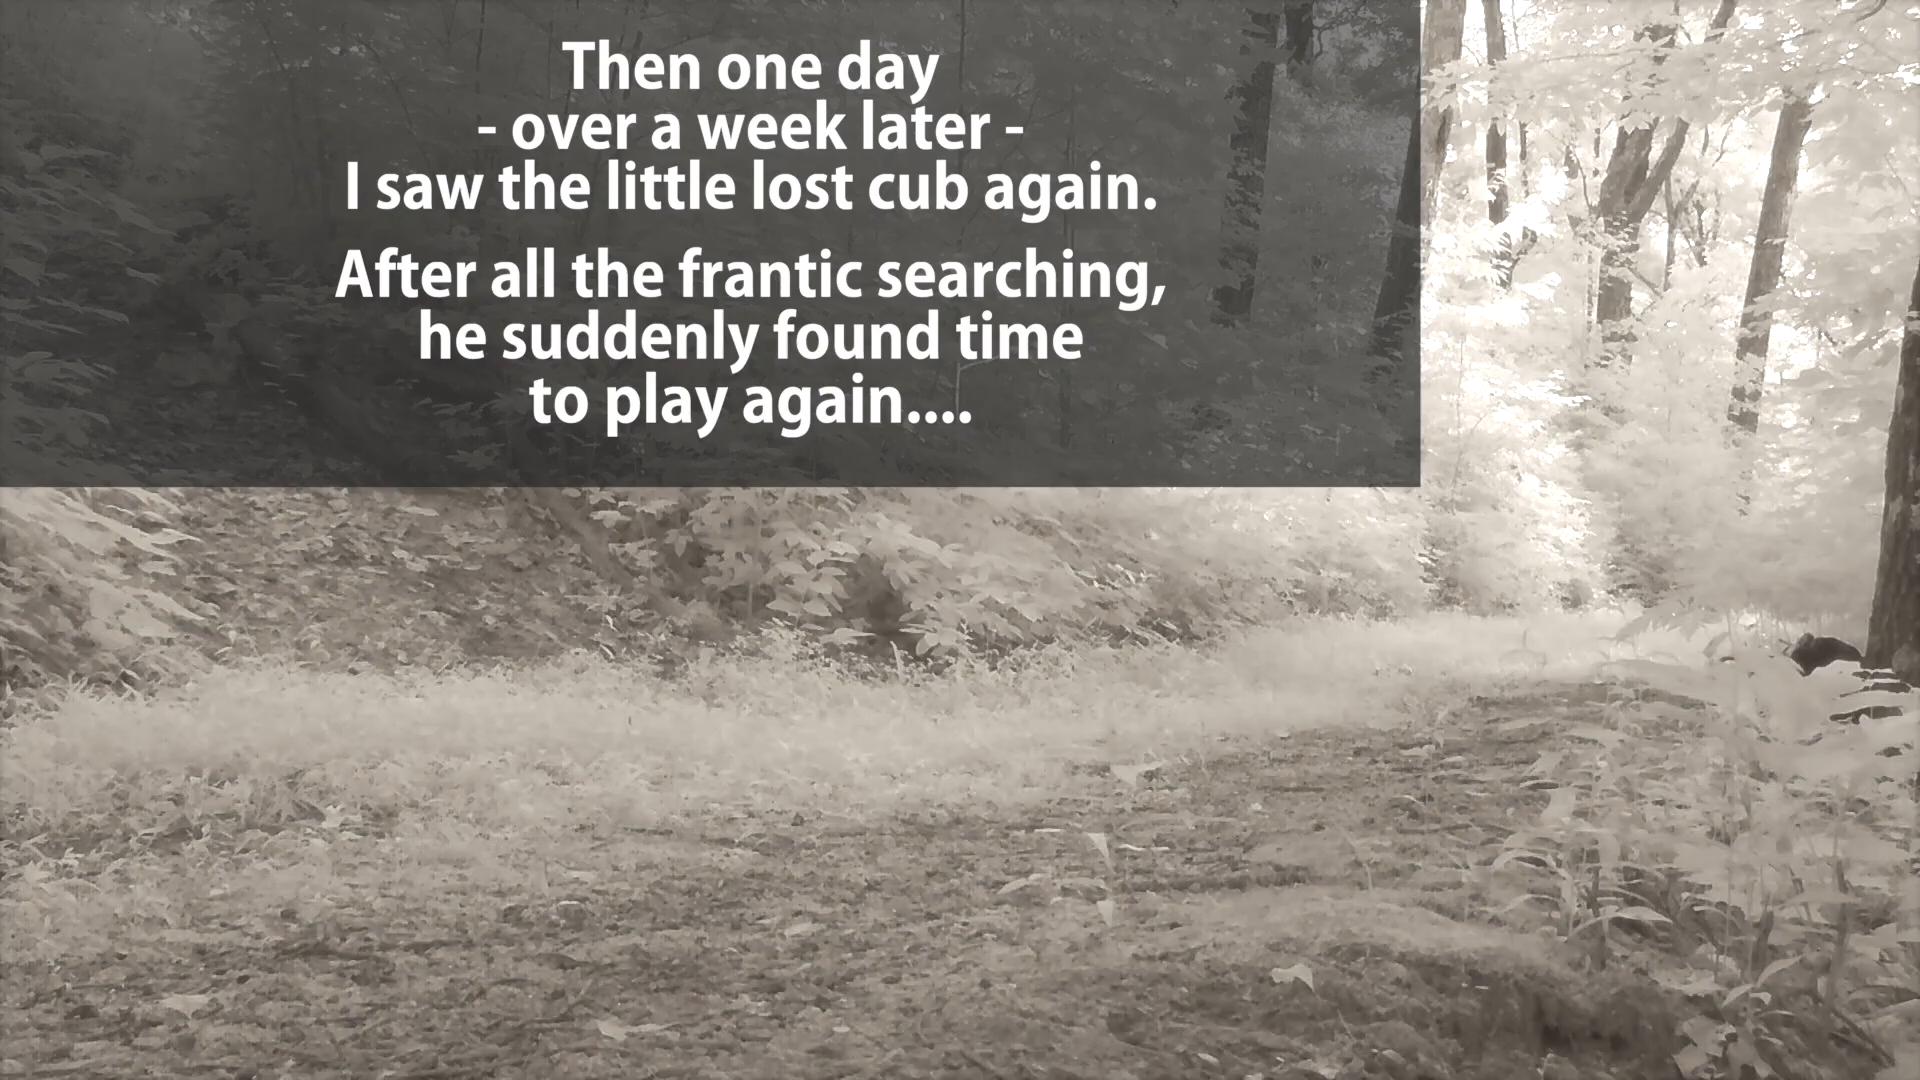 Then one day
- over a week later -
I saw the little lost cub again.
After all the frantic searching,
he suddenly found time
to play again....